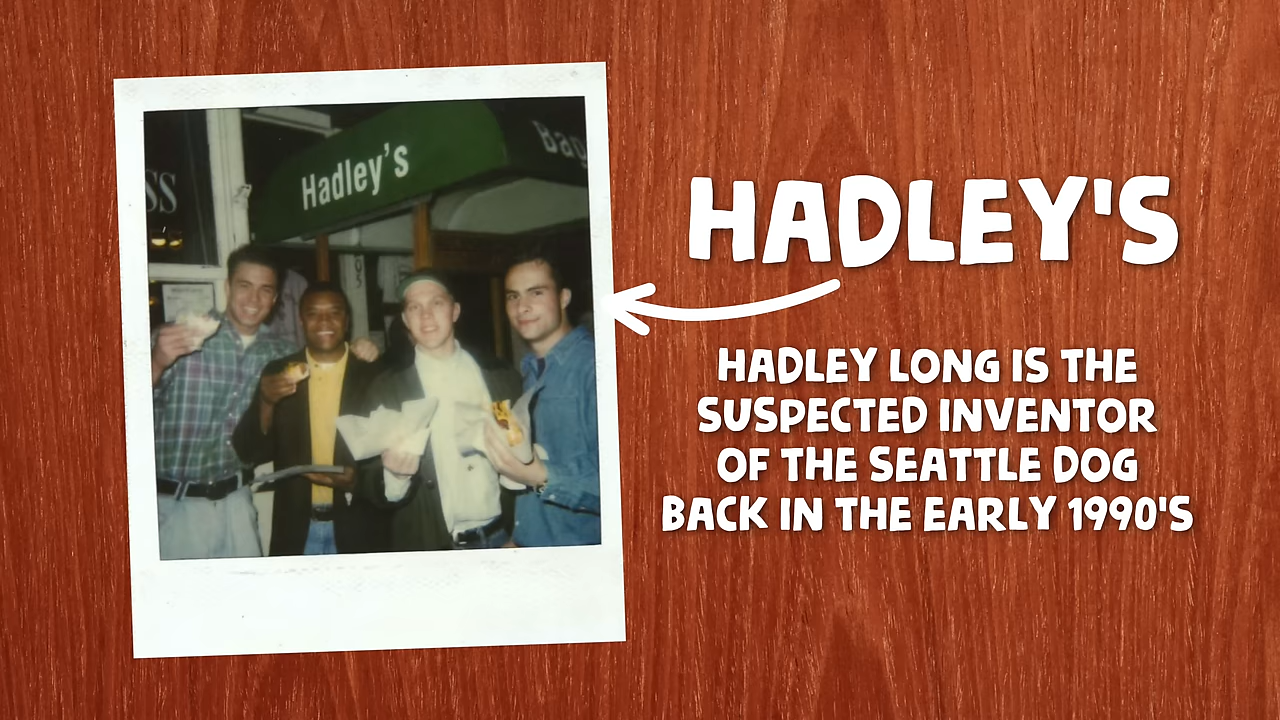 Hadley's
HADLEY'S
HADLEY LONG IS THE
SUSPECTED INVENTOR
OF THE SEATTLE DOG
BACK IN THE EARLY 1990'S